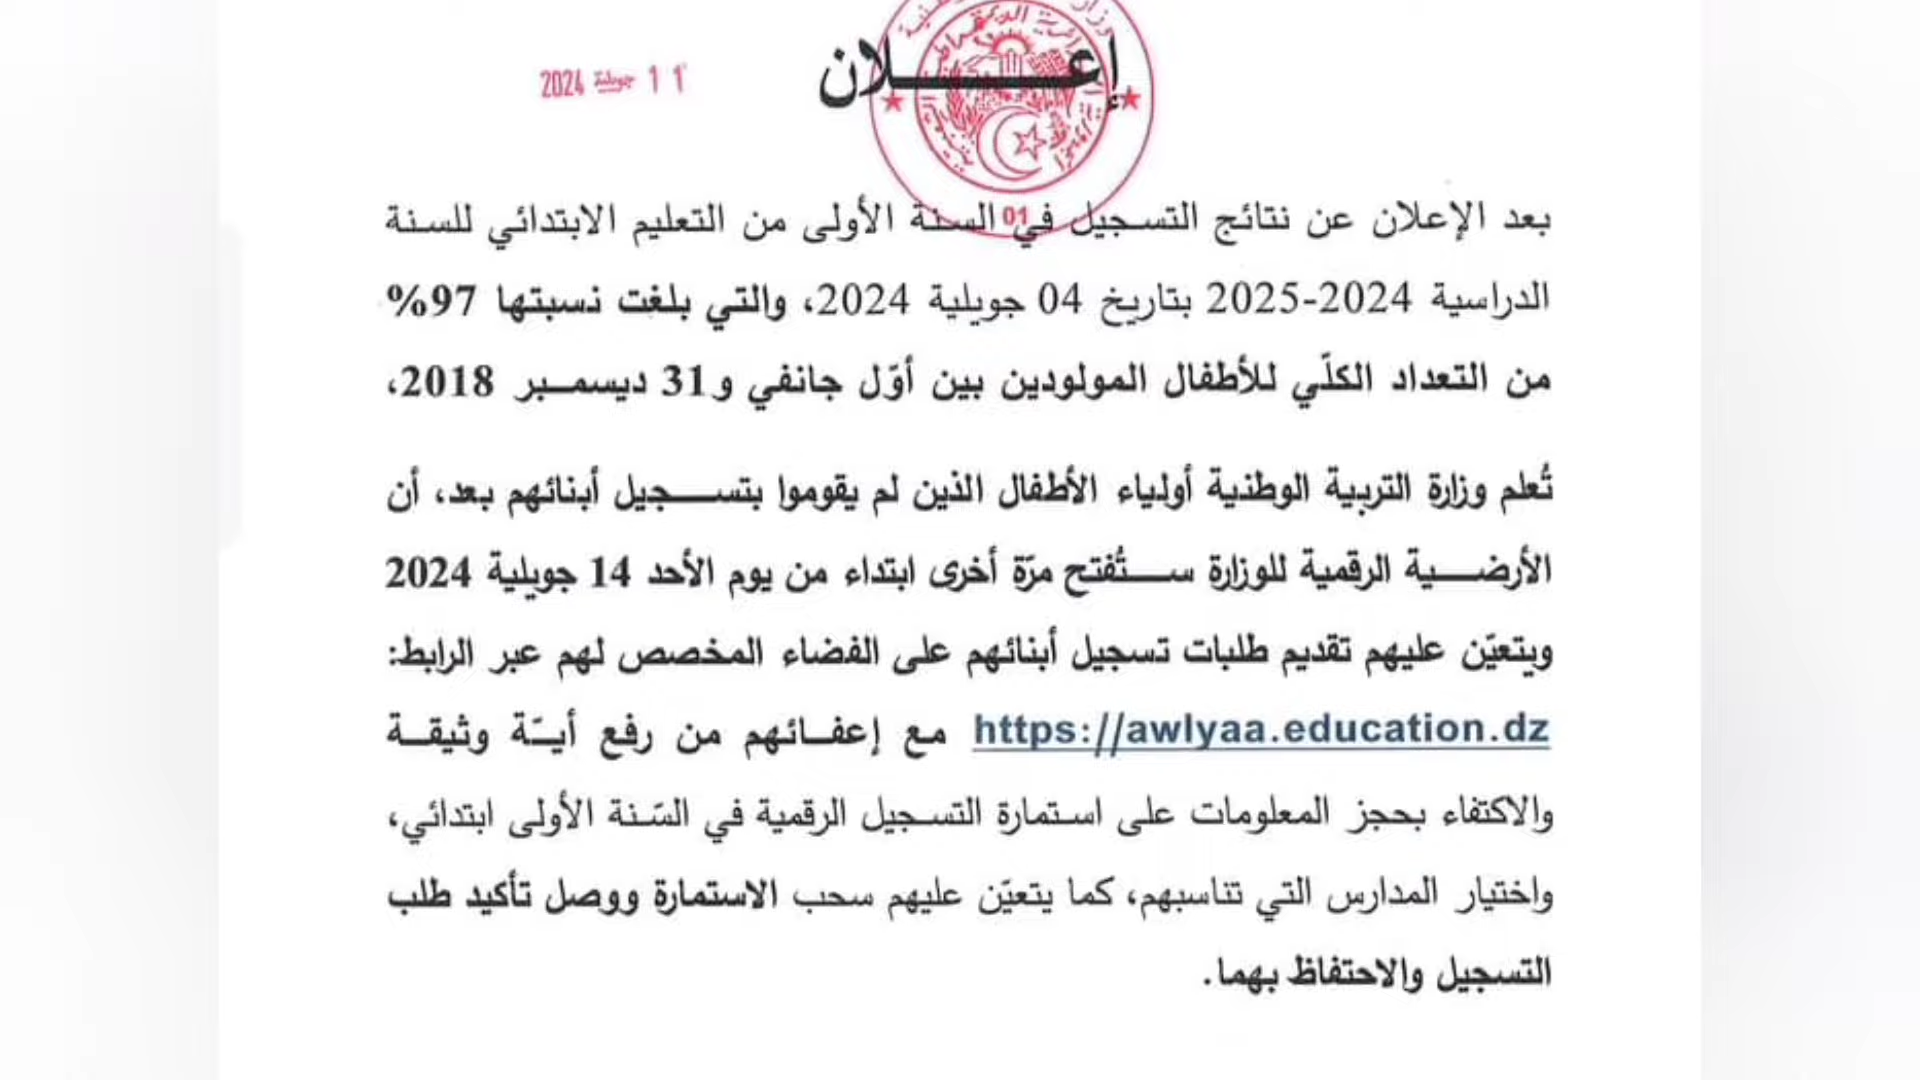 إعـــــلان
11 جويلية 2024
01
بعد الإعلان عن نتائج التسجيل في السنة الأولى من التعليم الابتدائي للسنة
الدراسية 2024-2025 بتاريخ 04 جويلية 2024، والتي بلغت نسبتها 97%
من التعداد الكلّي للأطفال المولودين بين أوّل جانفي و31 ديسمبر 2018،
تُعلم وزارة التربية الوطنية أولياء الأطفال الذين لم يقوموا بتسجيل أبنائهم بعد، أن
الأرضية الرقمية للوزارة ستُفتح مرّة أخرى ابتداء من يوم الأحد 14 جويلية 2024
ويتعيّن عليهم تقديم طلبات تسجيل أبنائهم على الفضاء المخصص لهم عبر الرابط:
https://awlyaa.education.dz مع إعفائهم من رفع أيّة وثيقة
والاكتفاء بحجز المعلومات على استمارة التسجيل الرقمية في السّنة الأولى ابتدائي،
واختيار المدارس التي تناسبهم، كما يتعيّن عليهم سحب الاستمارة ووصل تأكيد طلب
التسجيل والاحتفاظ بهما.